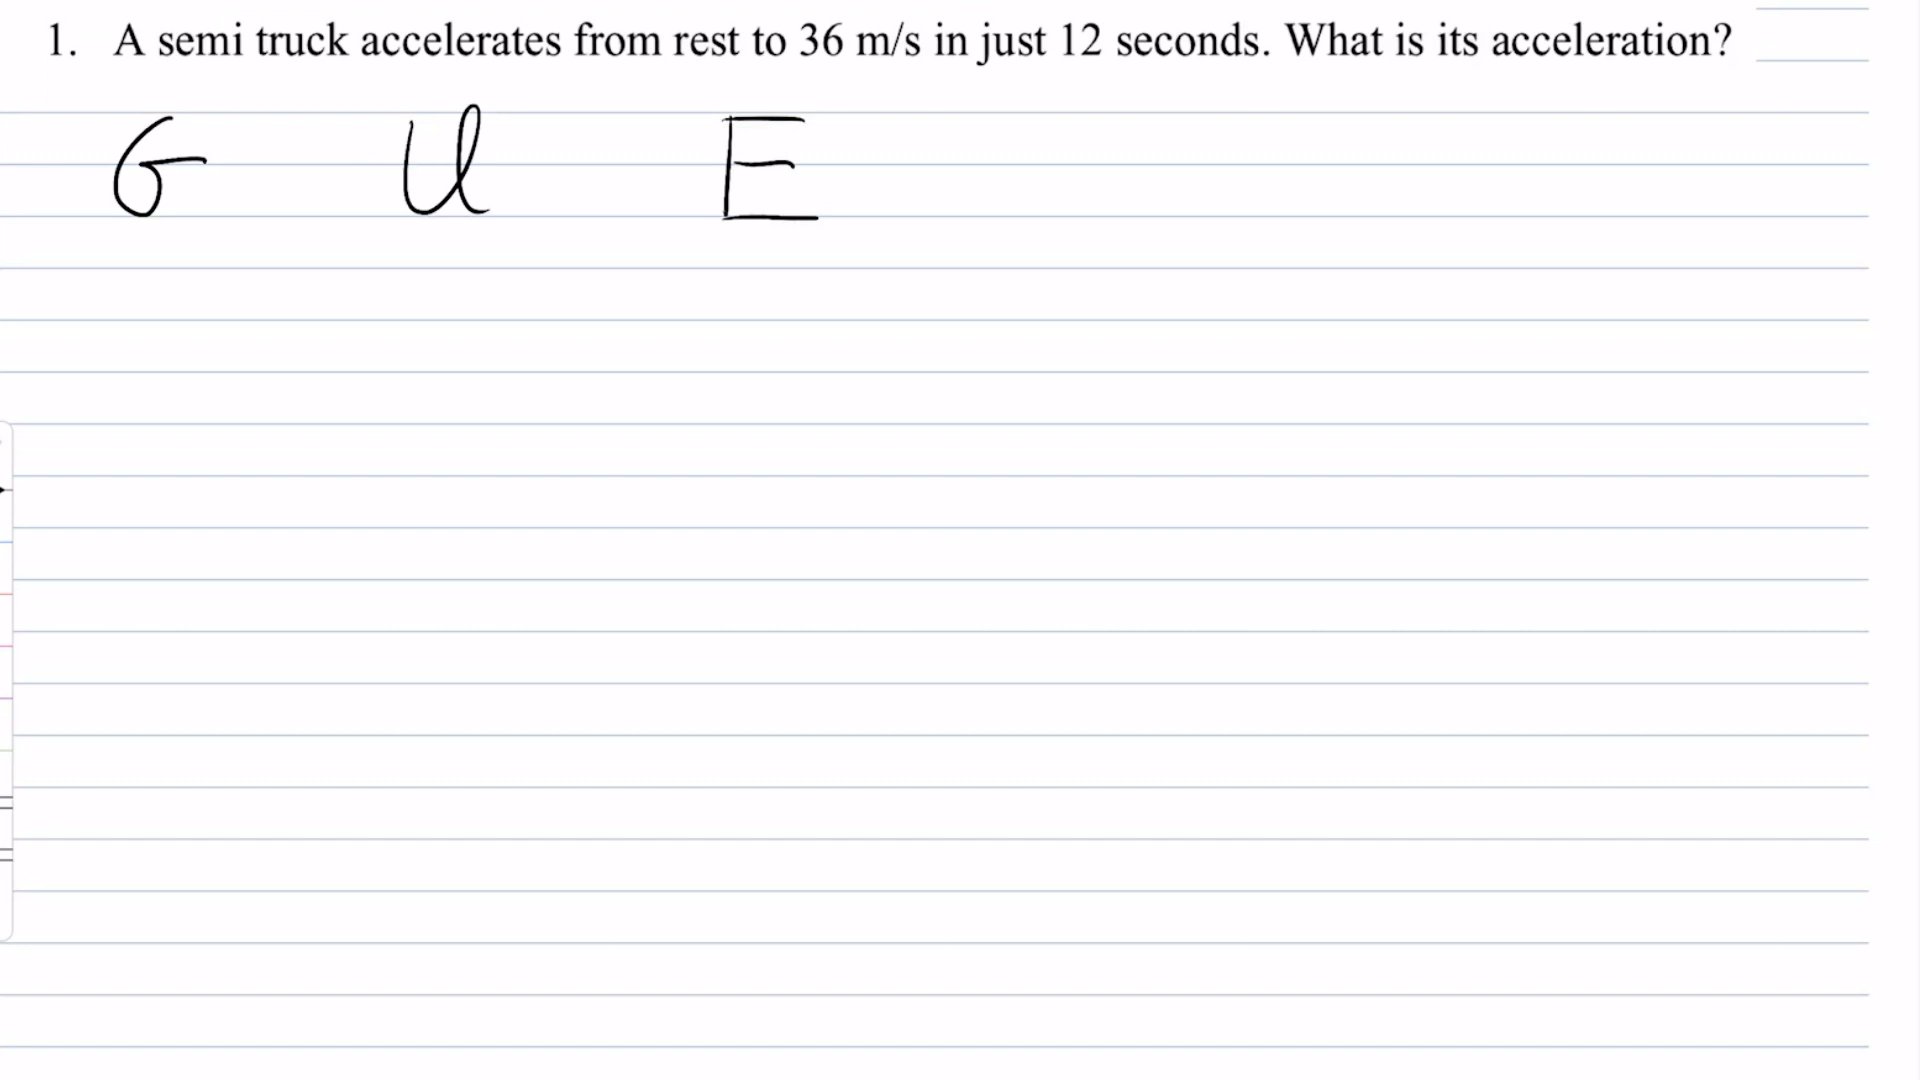 1. A semi truck accelerates from rest to 36 m/s in just 12 seconds. What is its acceleration?
G U E